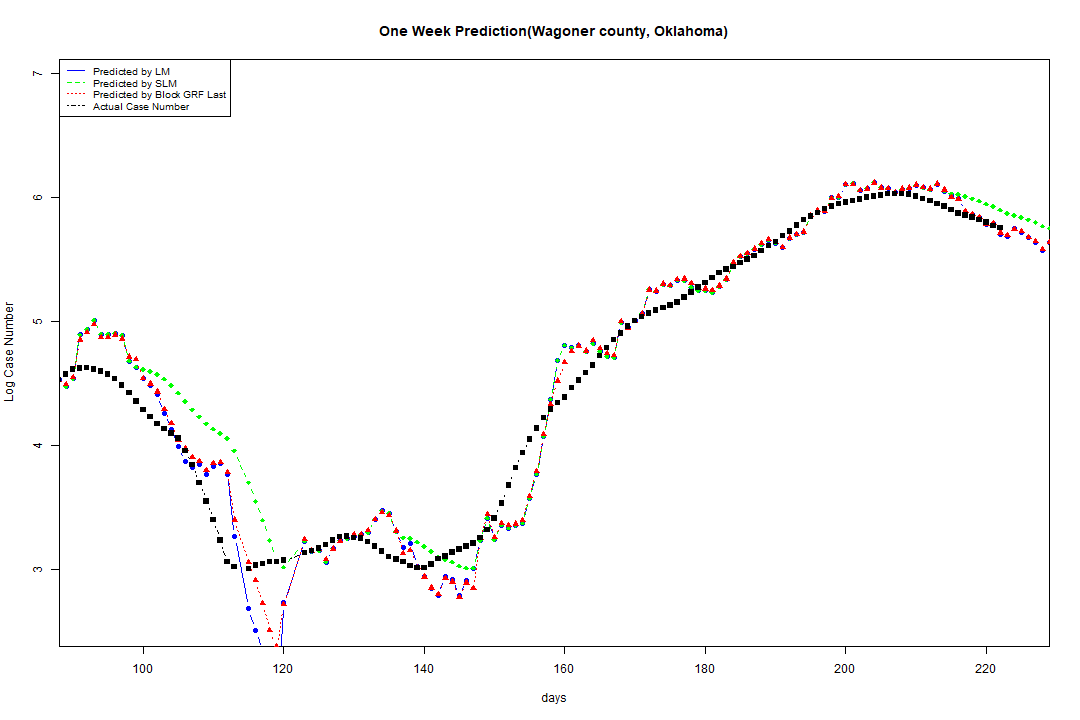 One Week Prediction(Wagoner county, Oklahoma)
Predicted by LM
Predicted by SLM
Predicted by Block GRF Last
Actual Case Number
7
6
5
4
3
Log Case Number
100 120 140 160 180 200 220
days